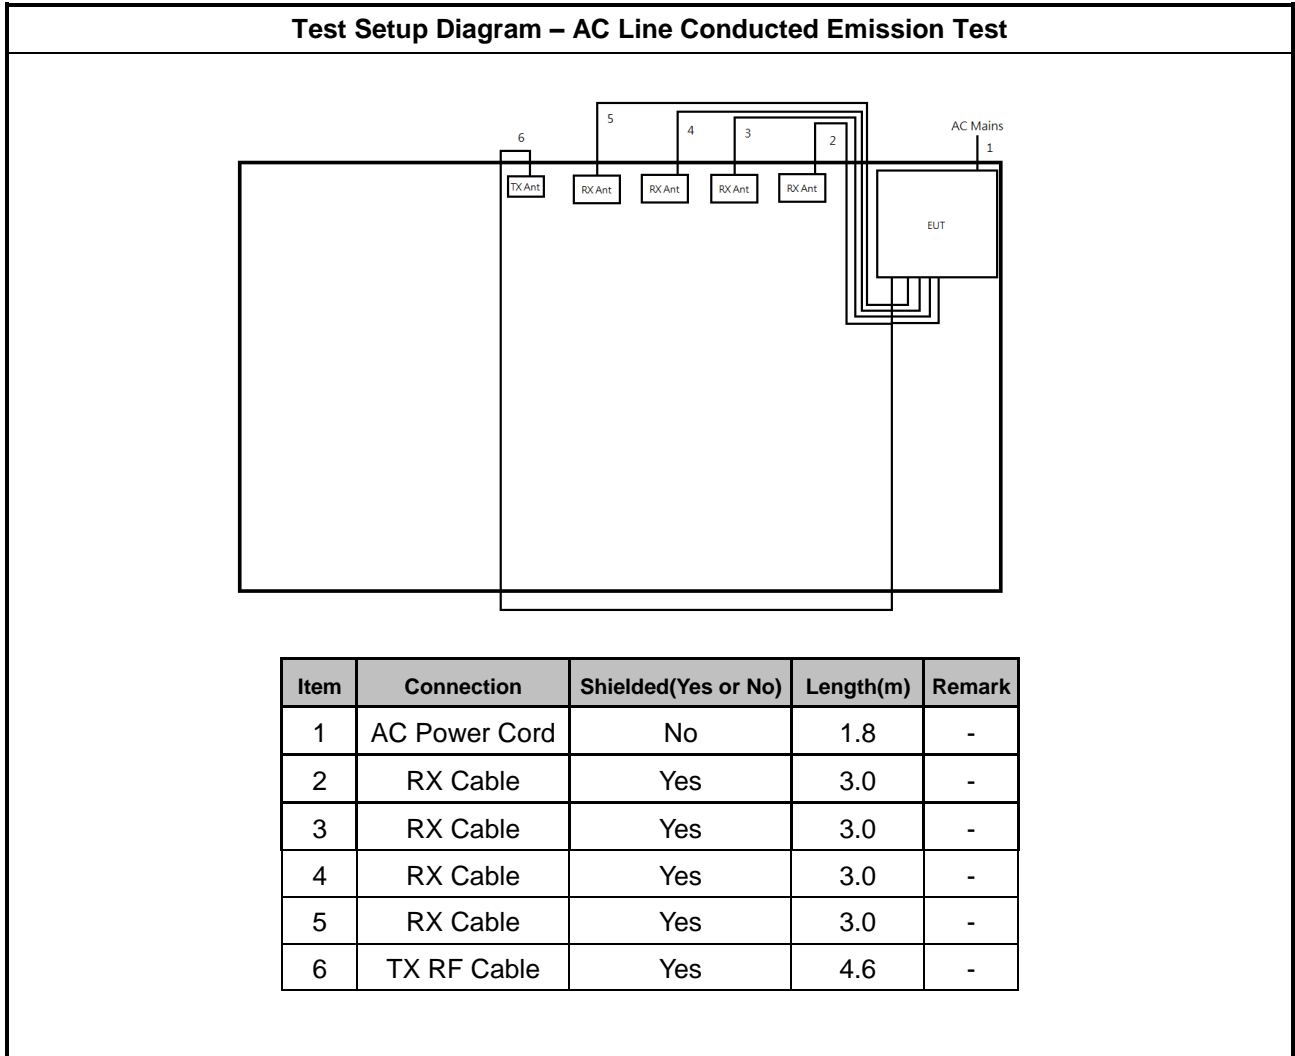 Test Setup Diagram – AC Line Conducted Emission Test
5
4
3
2
6
AC Mains
1
TX Ant
RX Ant
RX Ant
RX Ant
RX Ant
EUT
Item Connection Shielded(Yes or No) Length(m) Remark
1 AC Power Cord No 1.8 -
2 RX Cable Yes 3.0 -
3 RX Cable Yes 3.0 -
4 RX Cable Yes 3.0 -
5 RX Cable Yes 3.0 -
6 TX RF Cable Yes 4.6 -